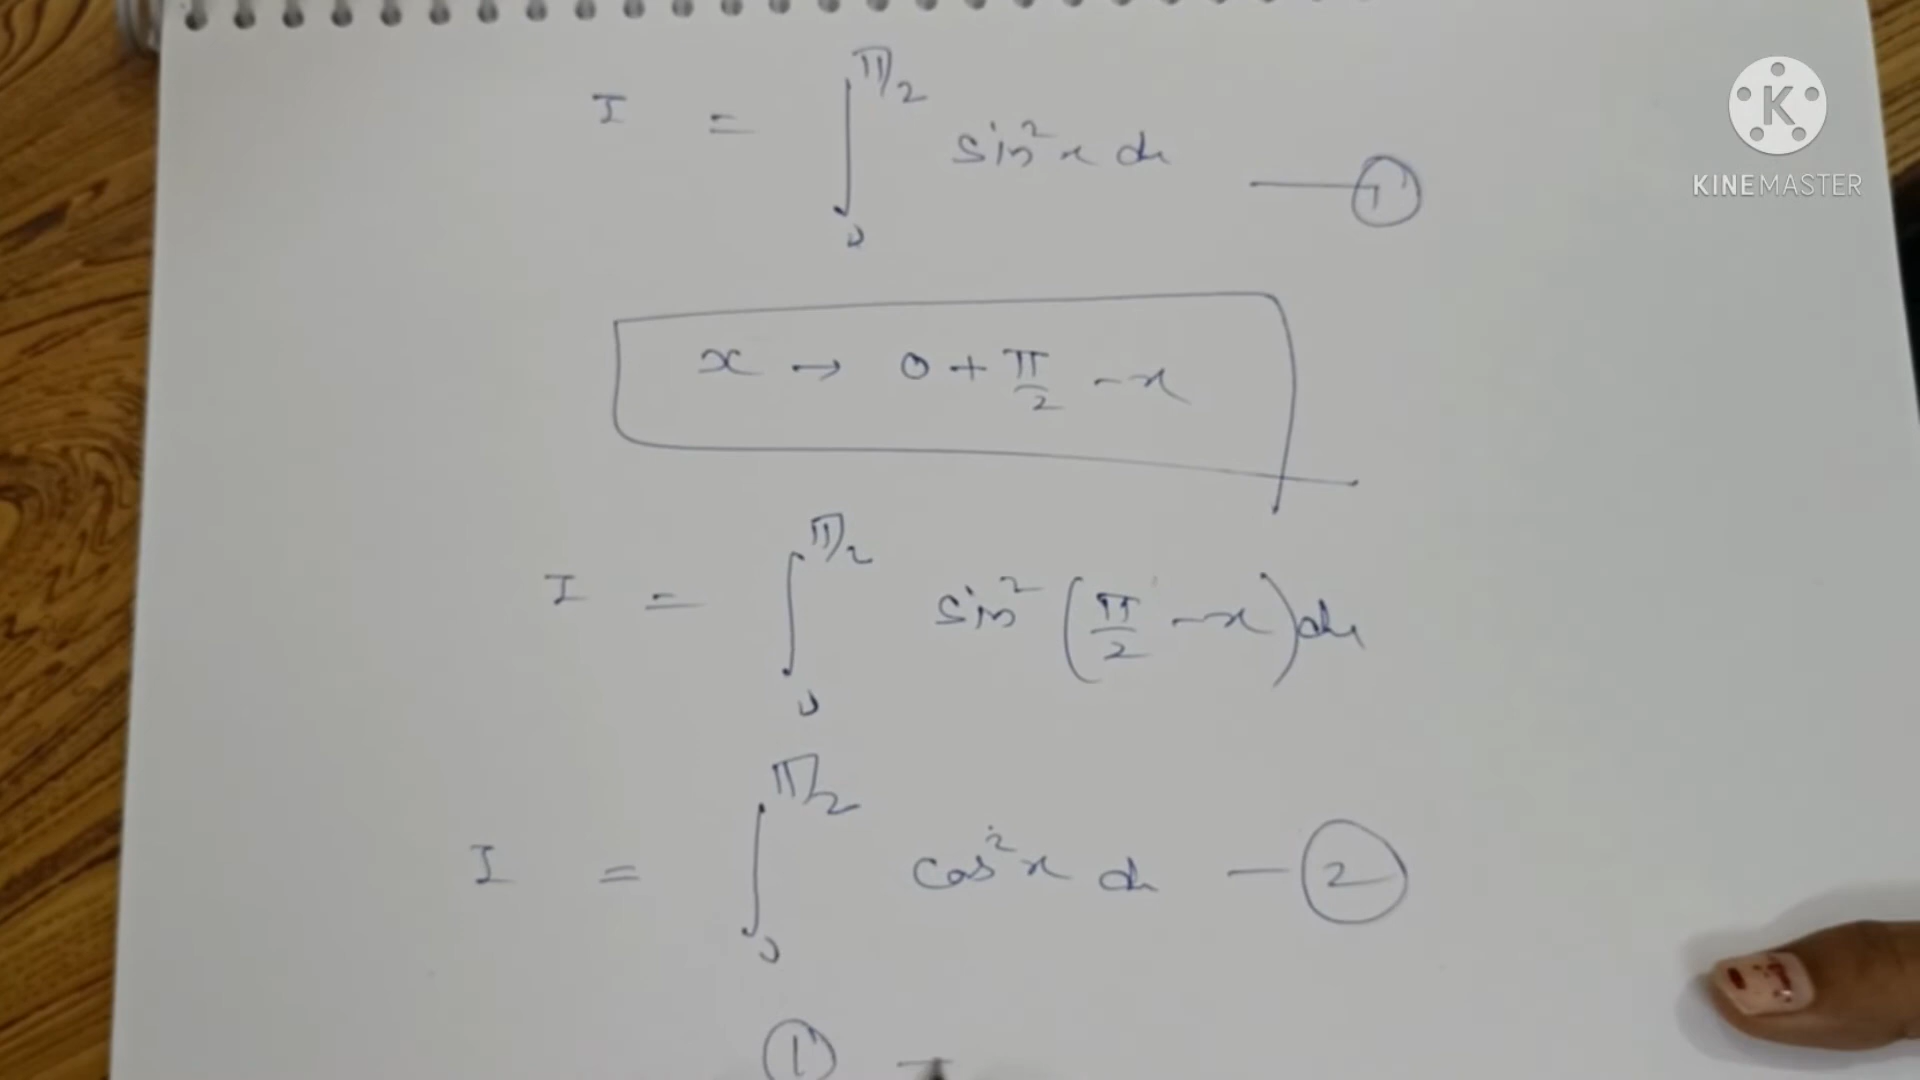 I = ∫₀^π/2 sin²x dx — ①
K
KINEMASTER
x → 0 + π/2 - x
I = ∫₀^π/2 sin² (π/2 - x) dx
I = ∫₀^π/2 cos²x dx — ②
①